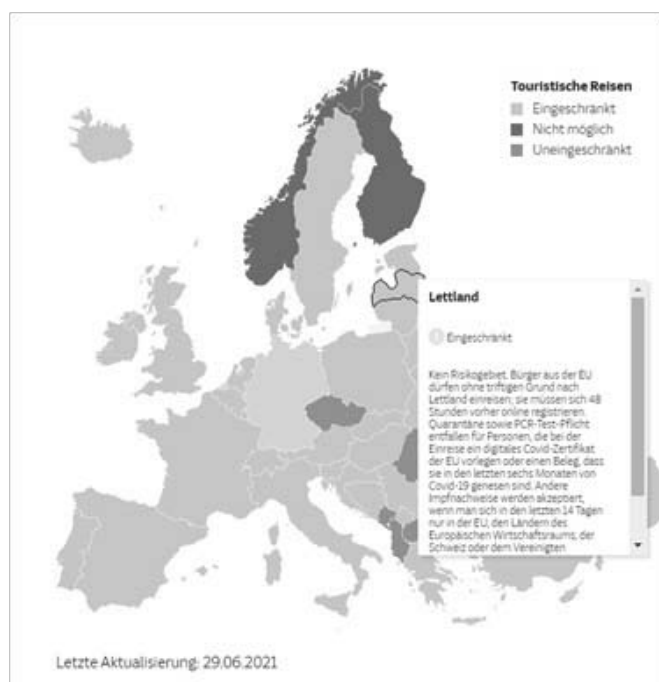 Touristische Reisen
Eingeschränkt
Nicht möglich
Uneingeschränkt
Lettland
Eingeschränkt
Kein Risikogebiet. Bürger aus der EU
dürfen ohne triftigen Grund nach
Lettland einreisen; sie müssen sich 48
Stunden vorher online registrieren.
Quarantäne sowie PCR-Test-Pflicht
entfallen für Personen, die bei der
Einreise ein digitales Covid-Zertifikat
der EU vorlegen oder einen Beleg, dass
sie in den letzten sechs Monaten von
Covid-19 genesen sind. Andere
Impfnachweise werden akzeptiert,
wenn man sich in den letzten 14 Tagen
nur in der EU, den Ländern des
Europäischen Wirtschaftsraums, der
Schweiz oder dem Vereinigten
Letzte Aktualisierung: 29.06.2021